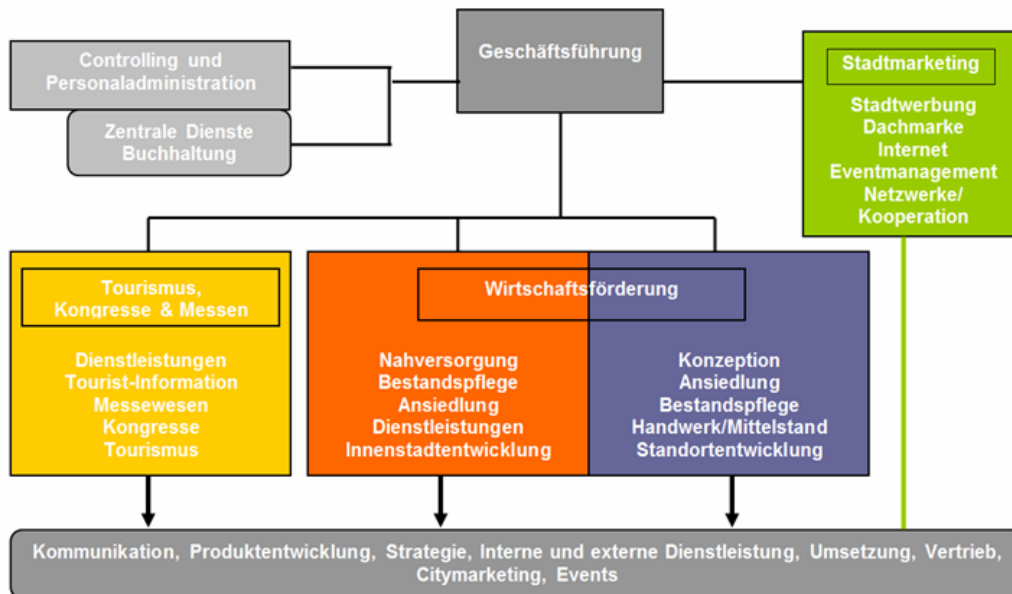 Geschäftsführung
Controlling und
Personaladministration
Zentrale Dienste
Buchhaltung
Stadtmarketing
Stadtwerbung
Dachmarke
Internet
Eventmanagement
Netzwerke/
Kooperation
Tourismus,
Kongresse & Messen
Dienstleistungen
Tourist-Information
Messewesen
Kongresse
Tourismus
Wirtschaftsförderung
Nahversorgung
Bestandspflege
Ansiedlung
Dienstleistungen
Innenstadtentwicklung
Konzeption
Ansiedlung
Bestandspflege
Handwerk/Mittelstand
Standortentwicklung
Kommunikation, Produktentwicklung, Strategie, Interne und externe Dienstleistung, Umsetzung, Vertrieb,
Citymarketing, Events